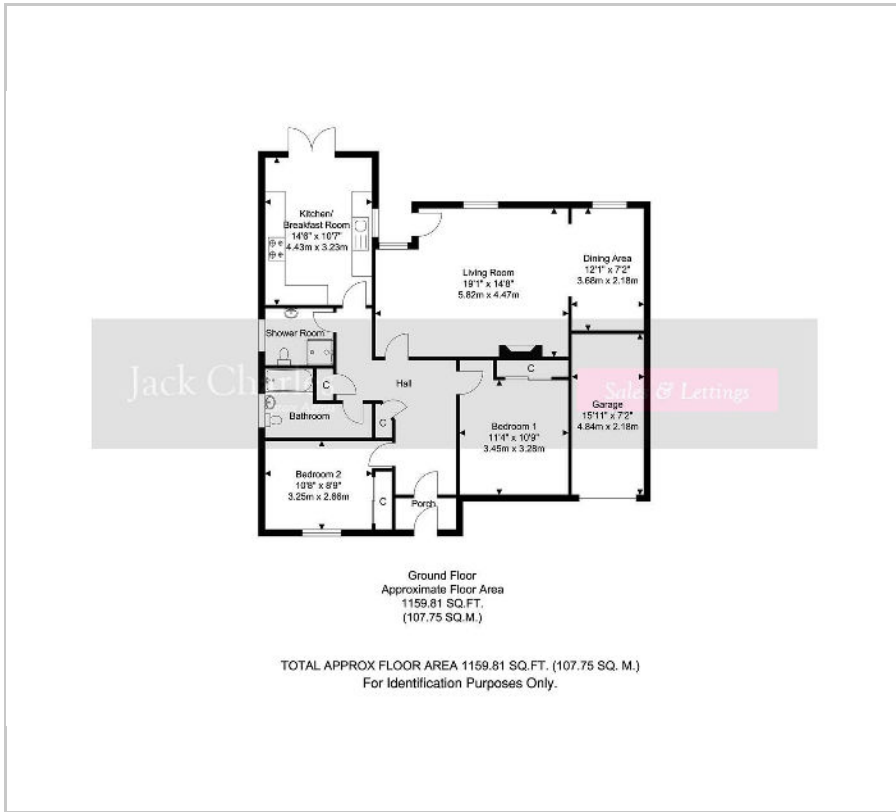 Kitchen/
Breakfast Room
14'6" x 10'7"
4.43m x 3.23m
Living Room
19'1" x 14'8"
5.82m x 4.47m
Dining Area
12'1" x 7'2"
3.68m x 2.18m
Shower Room
C
Bathroom
Hall
C
C
Bedroom 1
11'4" x 10'9"
3.45m x 3.28m
Garage
15'11" x 7'2"
4.84m x 2.18m
Bedroom 2
10'8" x 8'9"
3.25m x 2.66m
C
Porch
Jack Charles
Sales & Lettings
Ground Floor
Approximate Floor Area
1159.81 SQ.FT.
(107.75 SQ.M.)
TOTAL APPROX FLOOR AREA 1159.81 SQ.FT. (107.75 SQ. M.)
For Identification Purposes Only.